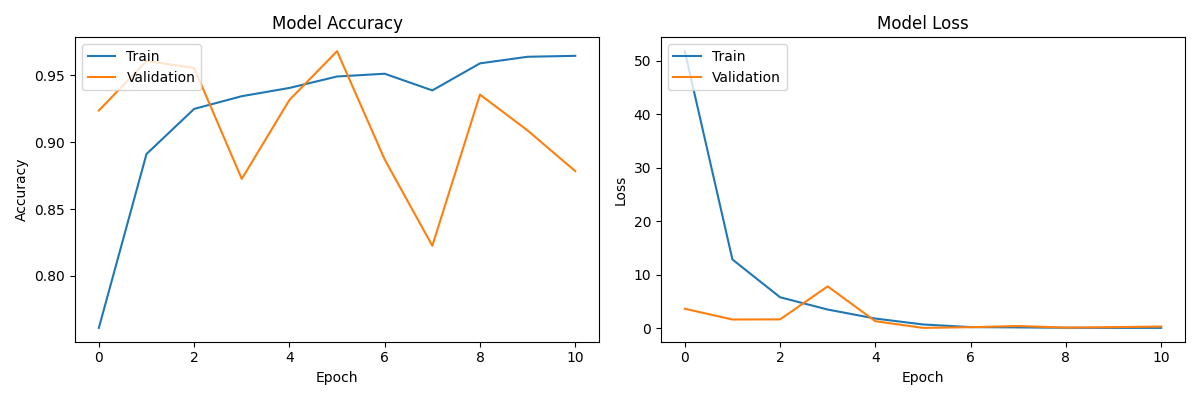 Model Accuracy
Train
Validation
0.95
0.90
0.85
0.80
Accuracy
0 2 4 6 8 10
Epoch
Model Loss
Train
Validation
50
40
30
20
10
0
Loss
0 2 4 6 8 10
Epoch